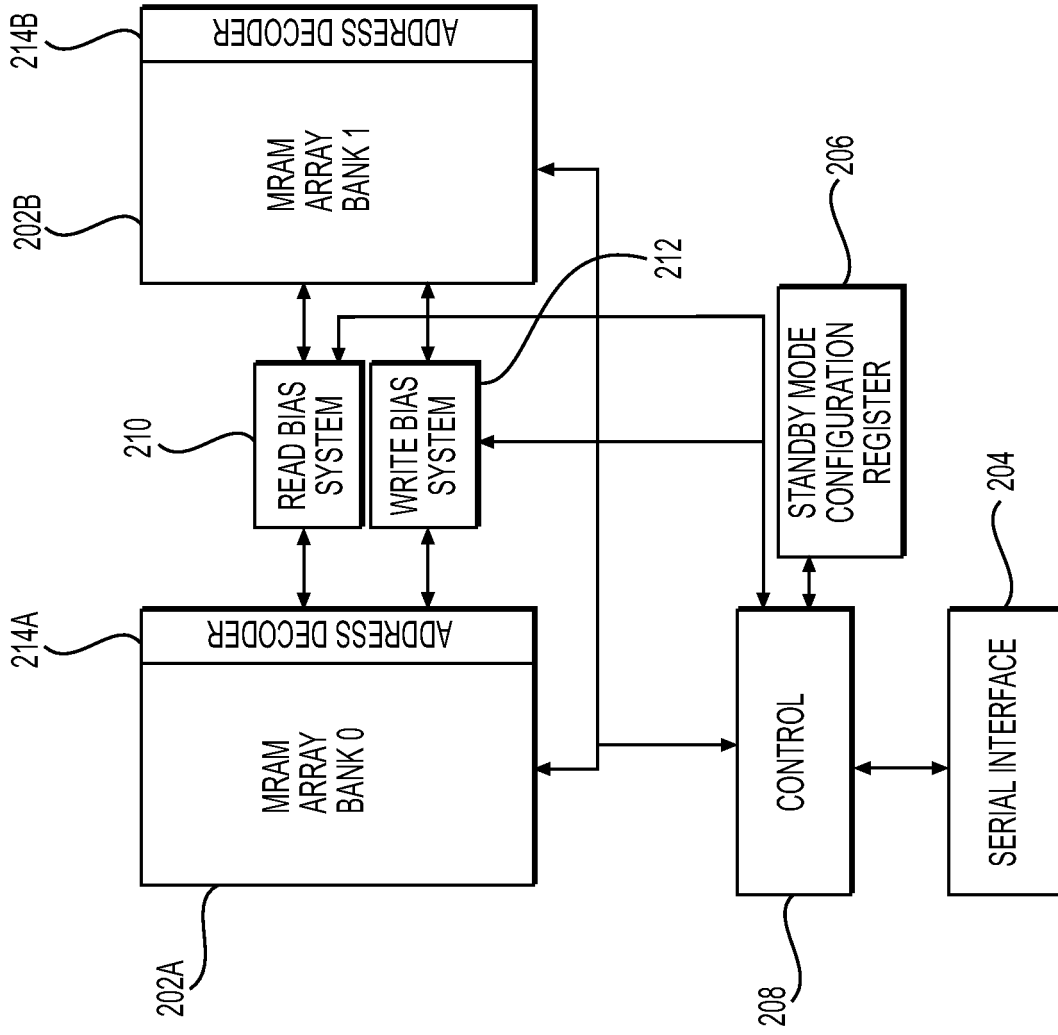 214A
214B
202A
202B
MRAM
ARRAY
BANK 0
ADDRESS DECODER
MRAM
ARRAY
BANK 1
ADDRESS DECODER
210
READ BIAS
SYSTEM
WRITE BIAS
SYSTEM
212
208
CONTROL
STANDBY MODE
CONFIGURATION
REGISTER
206
SERIAL INTERFACE
204